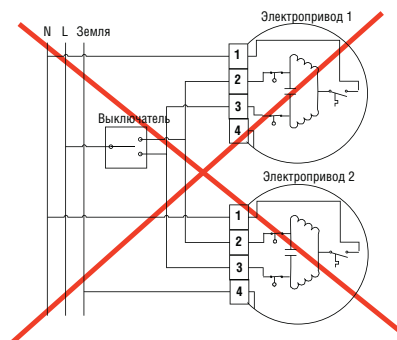 Электропривод 1
N L Земля
1
2
3
4
Выключатель
Электропривод 2
1
2
3
4